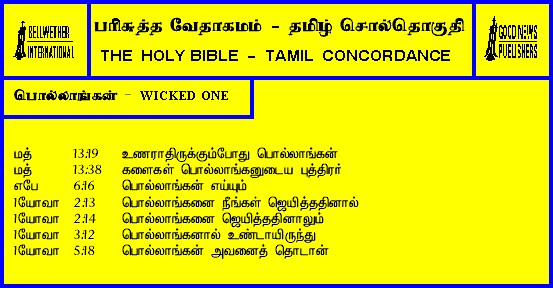 BELLWETHER
INTERNATIONAL
பரிசுத்த வேதாகமம் - தமிழ் சொல்தொகுதி
THE HOLY BIBLE - TAMIL CONCORDANCE
GOOD NEWS
PUBLISHERS
பொல்லாங்கன் - WICKED ONE
மத் 13:19 உணராதிருக்கும்போது பொல்லாங்கன்
மத் 13:38 களைகள் பொல்லாங்கனுடைய புத்திரர்
எபே 6:16 பொல்லாங்கன் எய்யும்
1யோவா 2:13 பொல்லாங்கனை நீங்கள் ஜெயித்ததினால்
1யோவா 2:14 பொல்லாங்கனை ஜெயித்ததினாலும்
1யோவா 3:12 பொல்லாங்கனால் உண்டாயிருந்து
1யோவா 5:18 பொல்லாங்கன் அவனைத் தொடான்